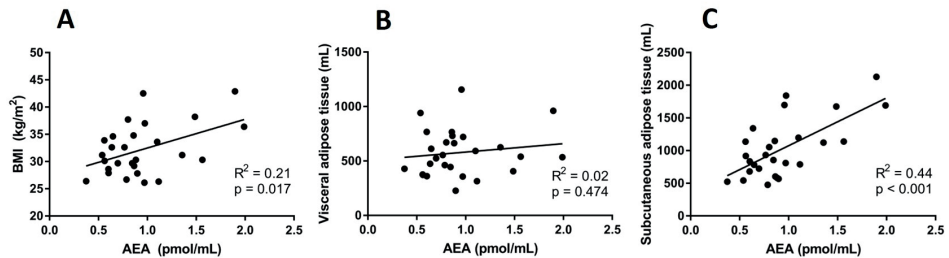 A
BMI (kg/m²)
50
45
40
35
30
25
20
0.0 0.5 1.0 1.5 2.0 2.5
AEA (pmol/mL)
R² = 0.21
p = 0.017
B
Visceral adipose tissue (mL)
1500
1000
500
0
0.0 0.5 1.0 1.5 2.0 2.5
AEA (pmol/mL)
R² = 0.02
p = 0.474
C
Subcutaneous adipose tissue (mL)
2500
2000
1500
1000
500
0
0.0 0.5 1.0 1.5 2.0 2.5
AEA (pmol/mL)
R² = 0.44
p < 0.001